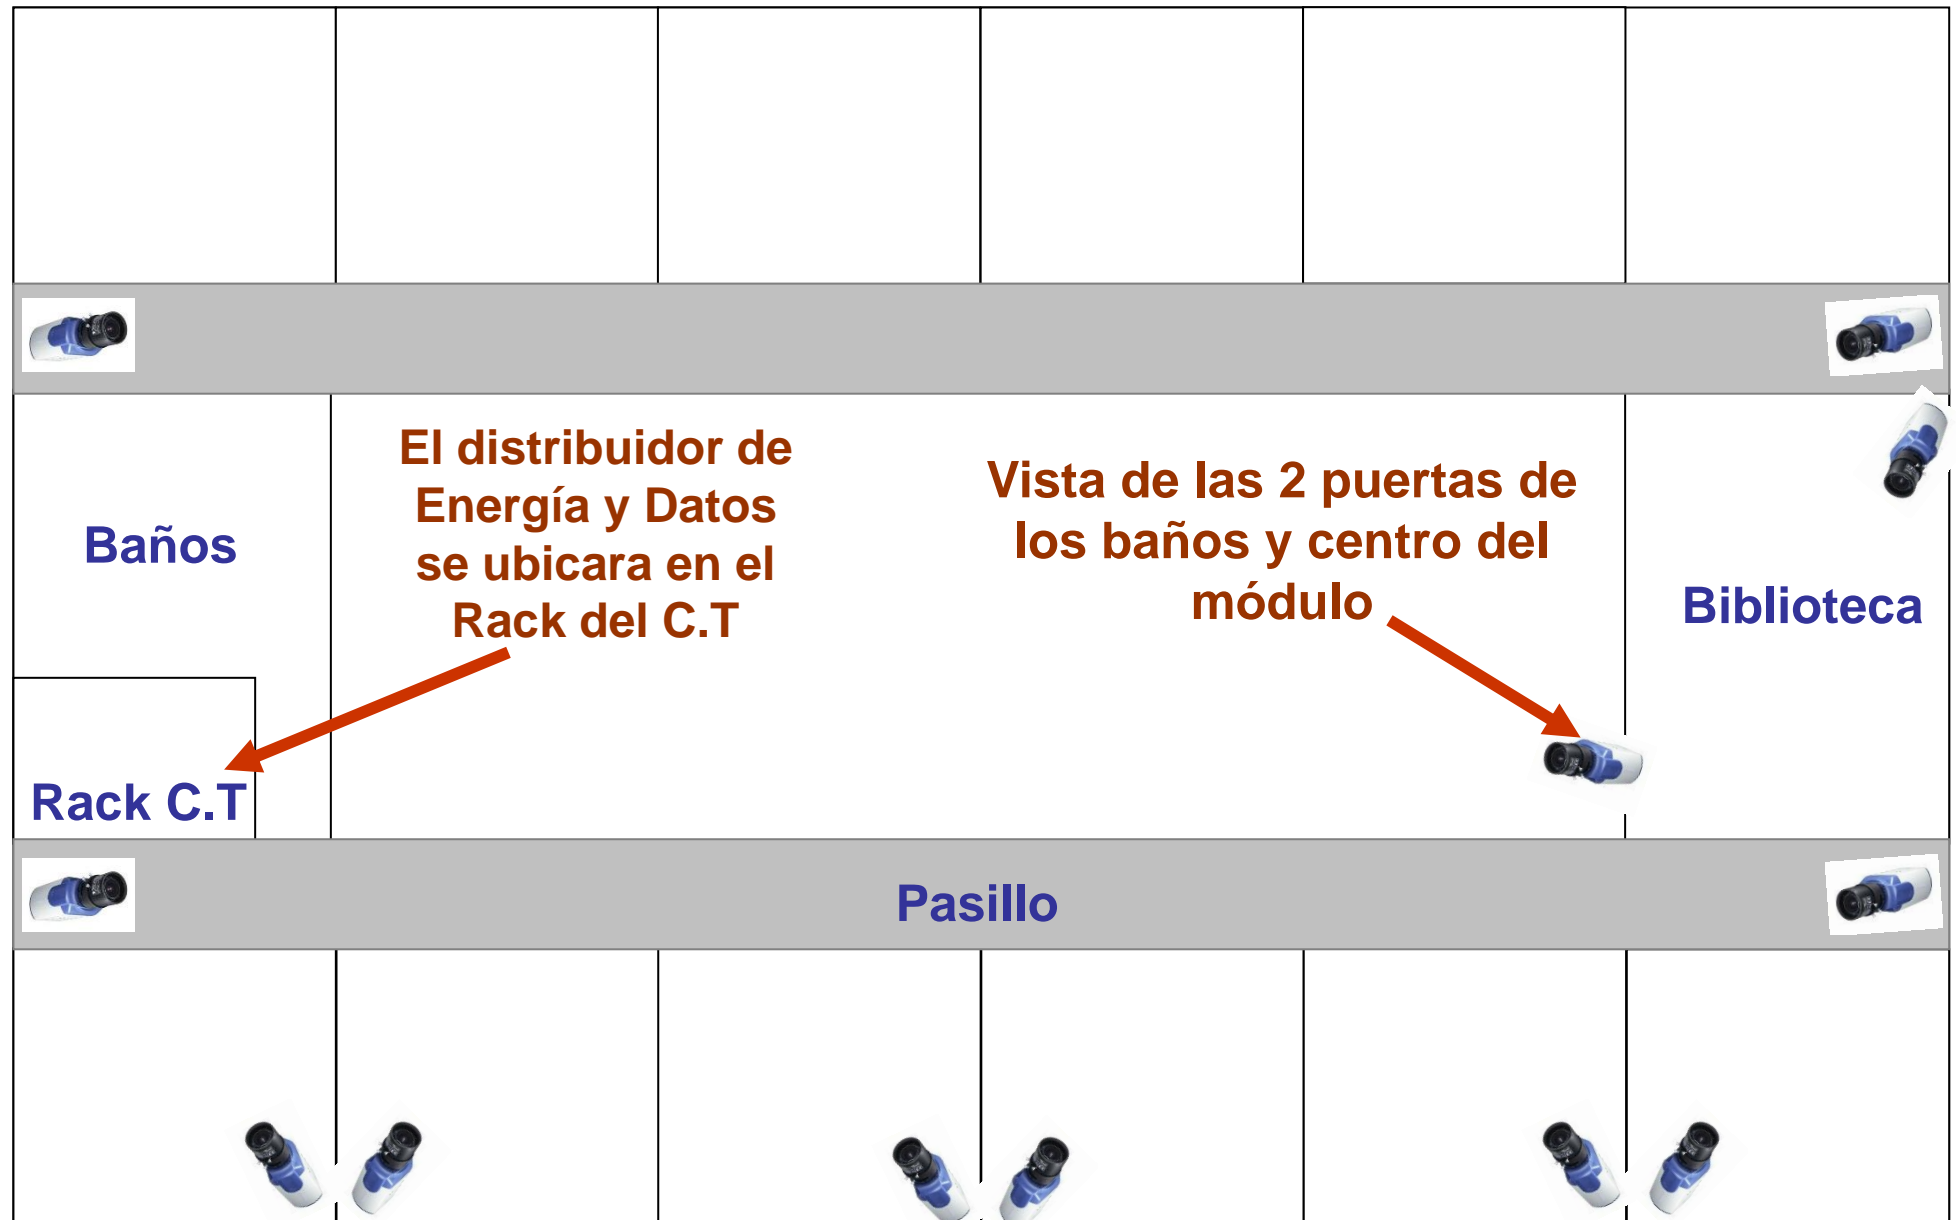 El distribuidor de
Energía y Datos
se ubicara en el
Rack del C.T
Vista de las 2 puertas de
los baños y centro del
módulo
Baños
Biblioteca
Rack C.T
Pasillo